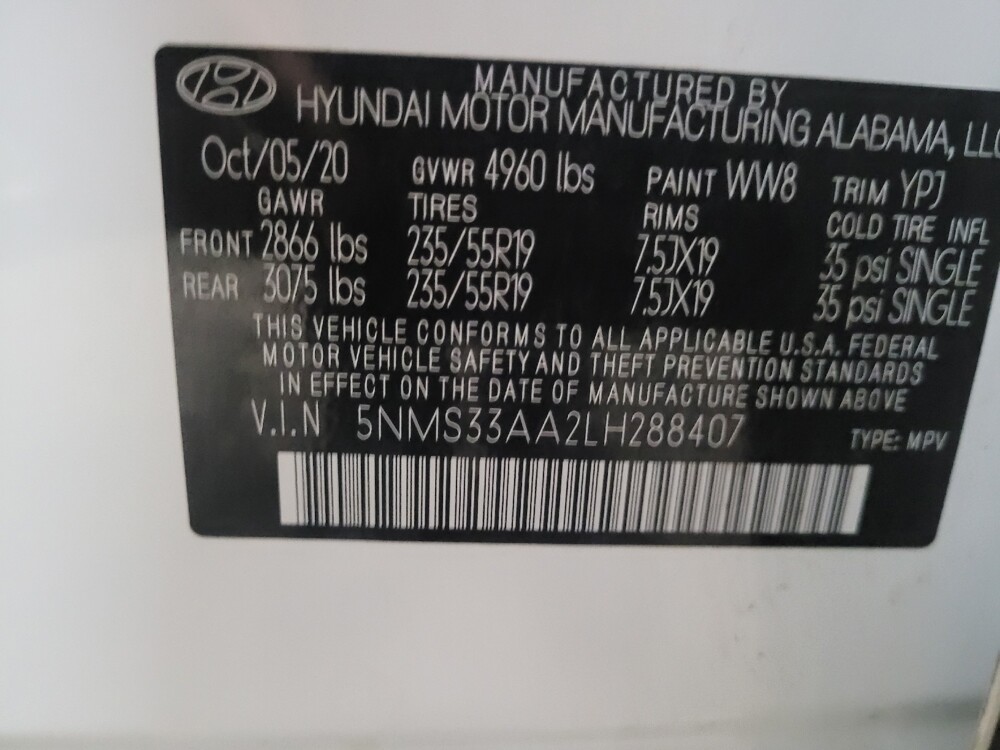 MANUFACTURED BY
HYUNDAI MOTOR MANUFACTURING ALABAMA, LLC
Oct/05/20 GVWR 4960 lbs PAINT WW8 TRIM YPJ
GAWR TIRES RIMS COLD TIRE INFL
FRONT 2866 lbs 235/55R19 7.5JX19 35 psi SINGLE
REAR 3075 lbs 235/55R19 7.5JX19 35 psi SINGLE
THIS VEHICLE CONFORMS TO ALL APPLICABLE U.S.A. FEDERAL
MOTOR VEHICLE SAFETY AND THEFT PREVENTION STANDARDS
IN EFFECT ON THE DATE OF MANUFACTURE SHOWN ABOVE
V.I.N 5NMS33AA2LH288407 TYPE: MPV